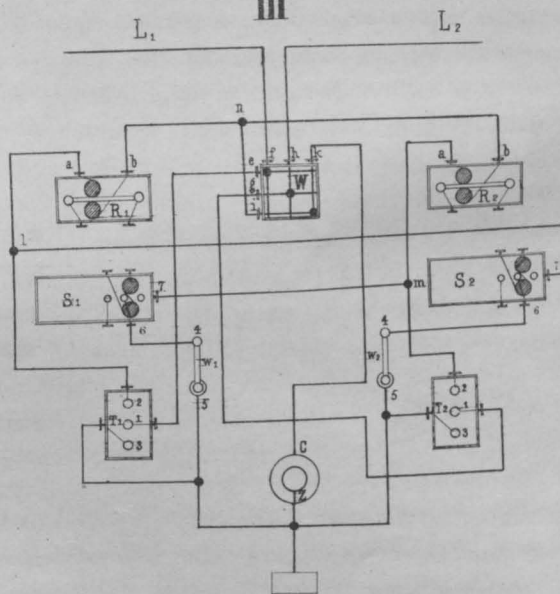 III
L₁ L₂
n
a b f h k a b
e
R₁ g W R₂
i
l
S₁ 7 m S₂ 7
6 4 4 6
w₁ w₂
2 5 5 2
T₁ 1 T₂ 1
3 C 3
Z